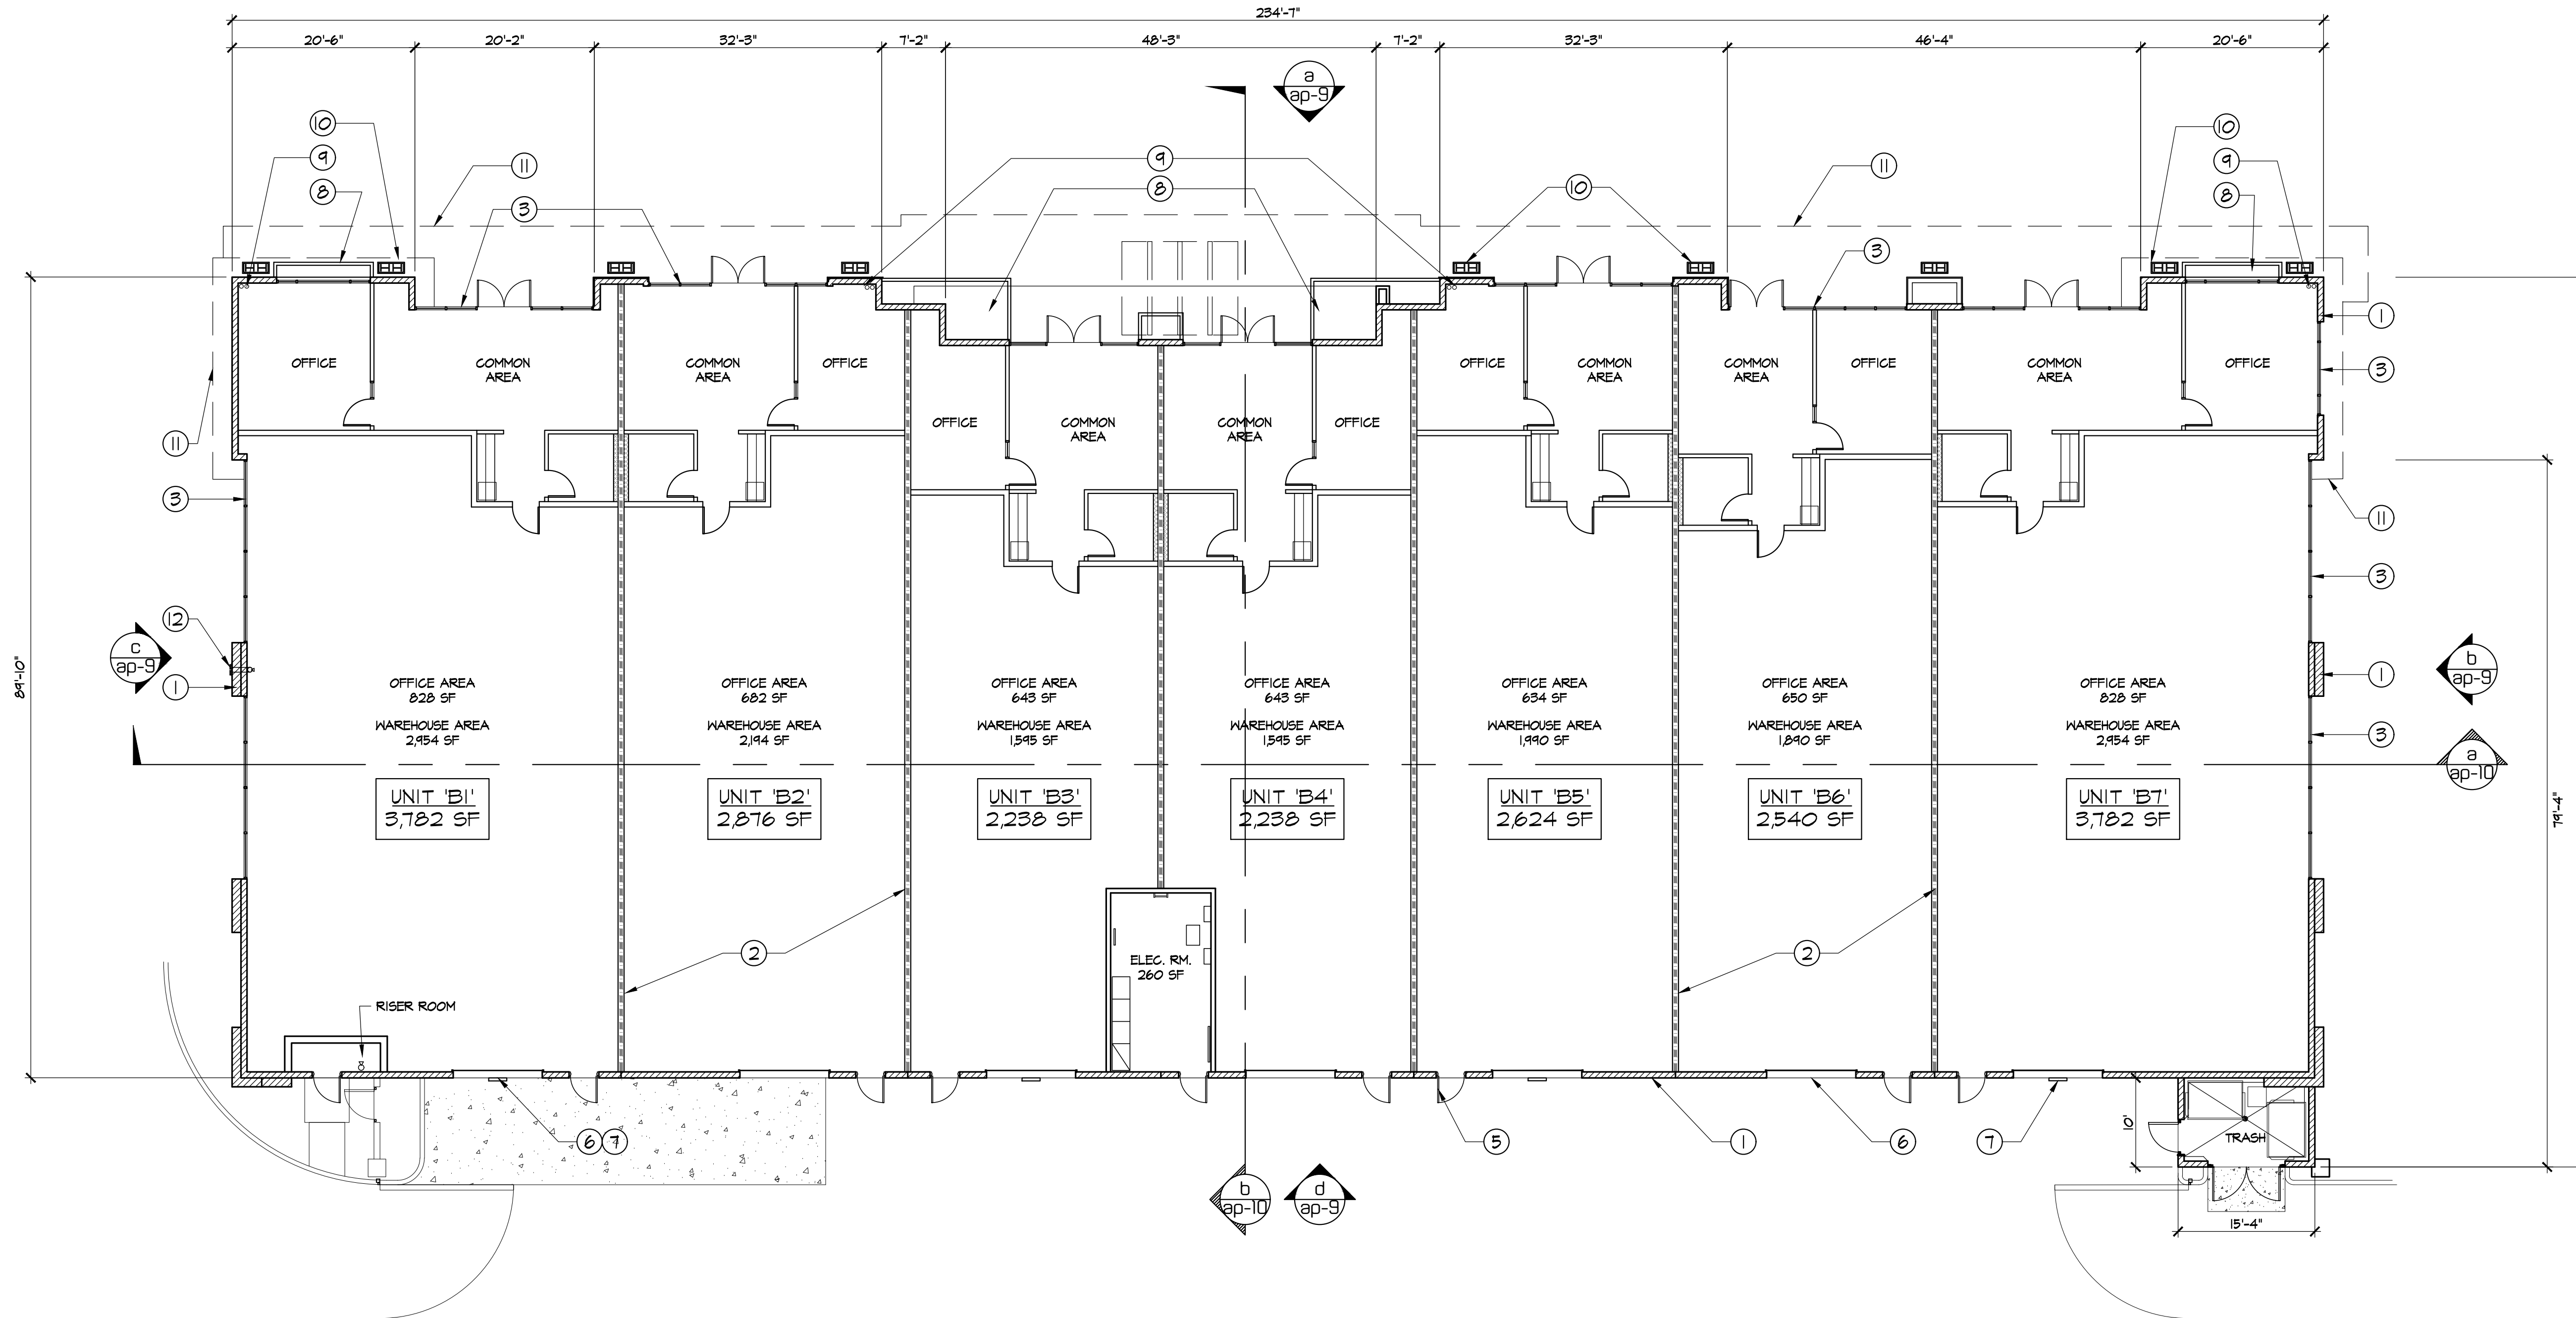 234'-7"
20'-6"
20'-2"
32'-3"
7'-2"
48'-3"
7'-2"
32'-3"
46'-4"
20'-6"
a
ap-9
10
9
8
11
3
9
8
10
11
3
10
9
8
1
3
11
3
1
3
11
3
12
1
c
ap-9
b
ap-9
a
ap-10
89'-10"
79'-4"
OFFICE
COMMON
AREA
COMMON
AREA
OFFICE
OFFICE
COMMON
AREA
COMMON
AREA
OFFICE
OFFICE
COMMON
AREA
COMMON
AREA
OFFICE
COMMON
AREA
OFFICE
OFFICE AREA
828 SF
WAREHOUSE AREA
2,954 SF
UNIT 'B1'
3,782 SF
OFFICE AREA
682 SF
WAREHOUSE AREA
2,194 SF
UNIT 'B2'
2,876 SF
OFFICE AREA
643 SF
WAREHOUSE AREA
1,595 SF
UNIT 'B3'
2,238 SF
OFFICE AREA
643 SF
WAREHOUSE AREA
1,595 SF
UNIT 'B4'
2,238 SF
OFFICE AREA
634 SF
WAREHOUSE AREA
1,990 SF
UNIT 'B5'
2,624 SF
OFFICE AREA
650 SF
WAREHOUSE AREA
1,890 SF
UNIT 'B6'
2,540 SF
OFFICE AREA
828 SF
WAREHOUSE AREA
2,954 SF
UNIT 'B7'
3,782 SF
2
2
ELEC. RM.
260 SF
RISER ROOM
6 7
5
1
6
7
10'
TRASH
15'-4"
b
ap-10
d
ap-9